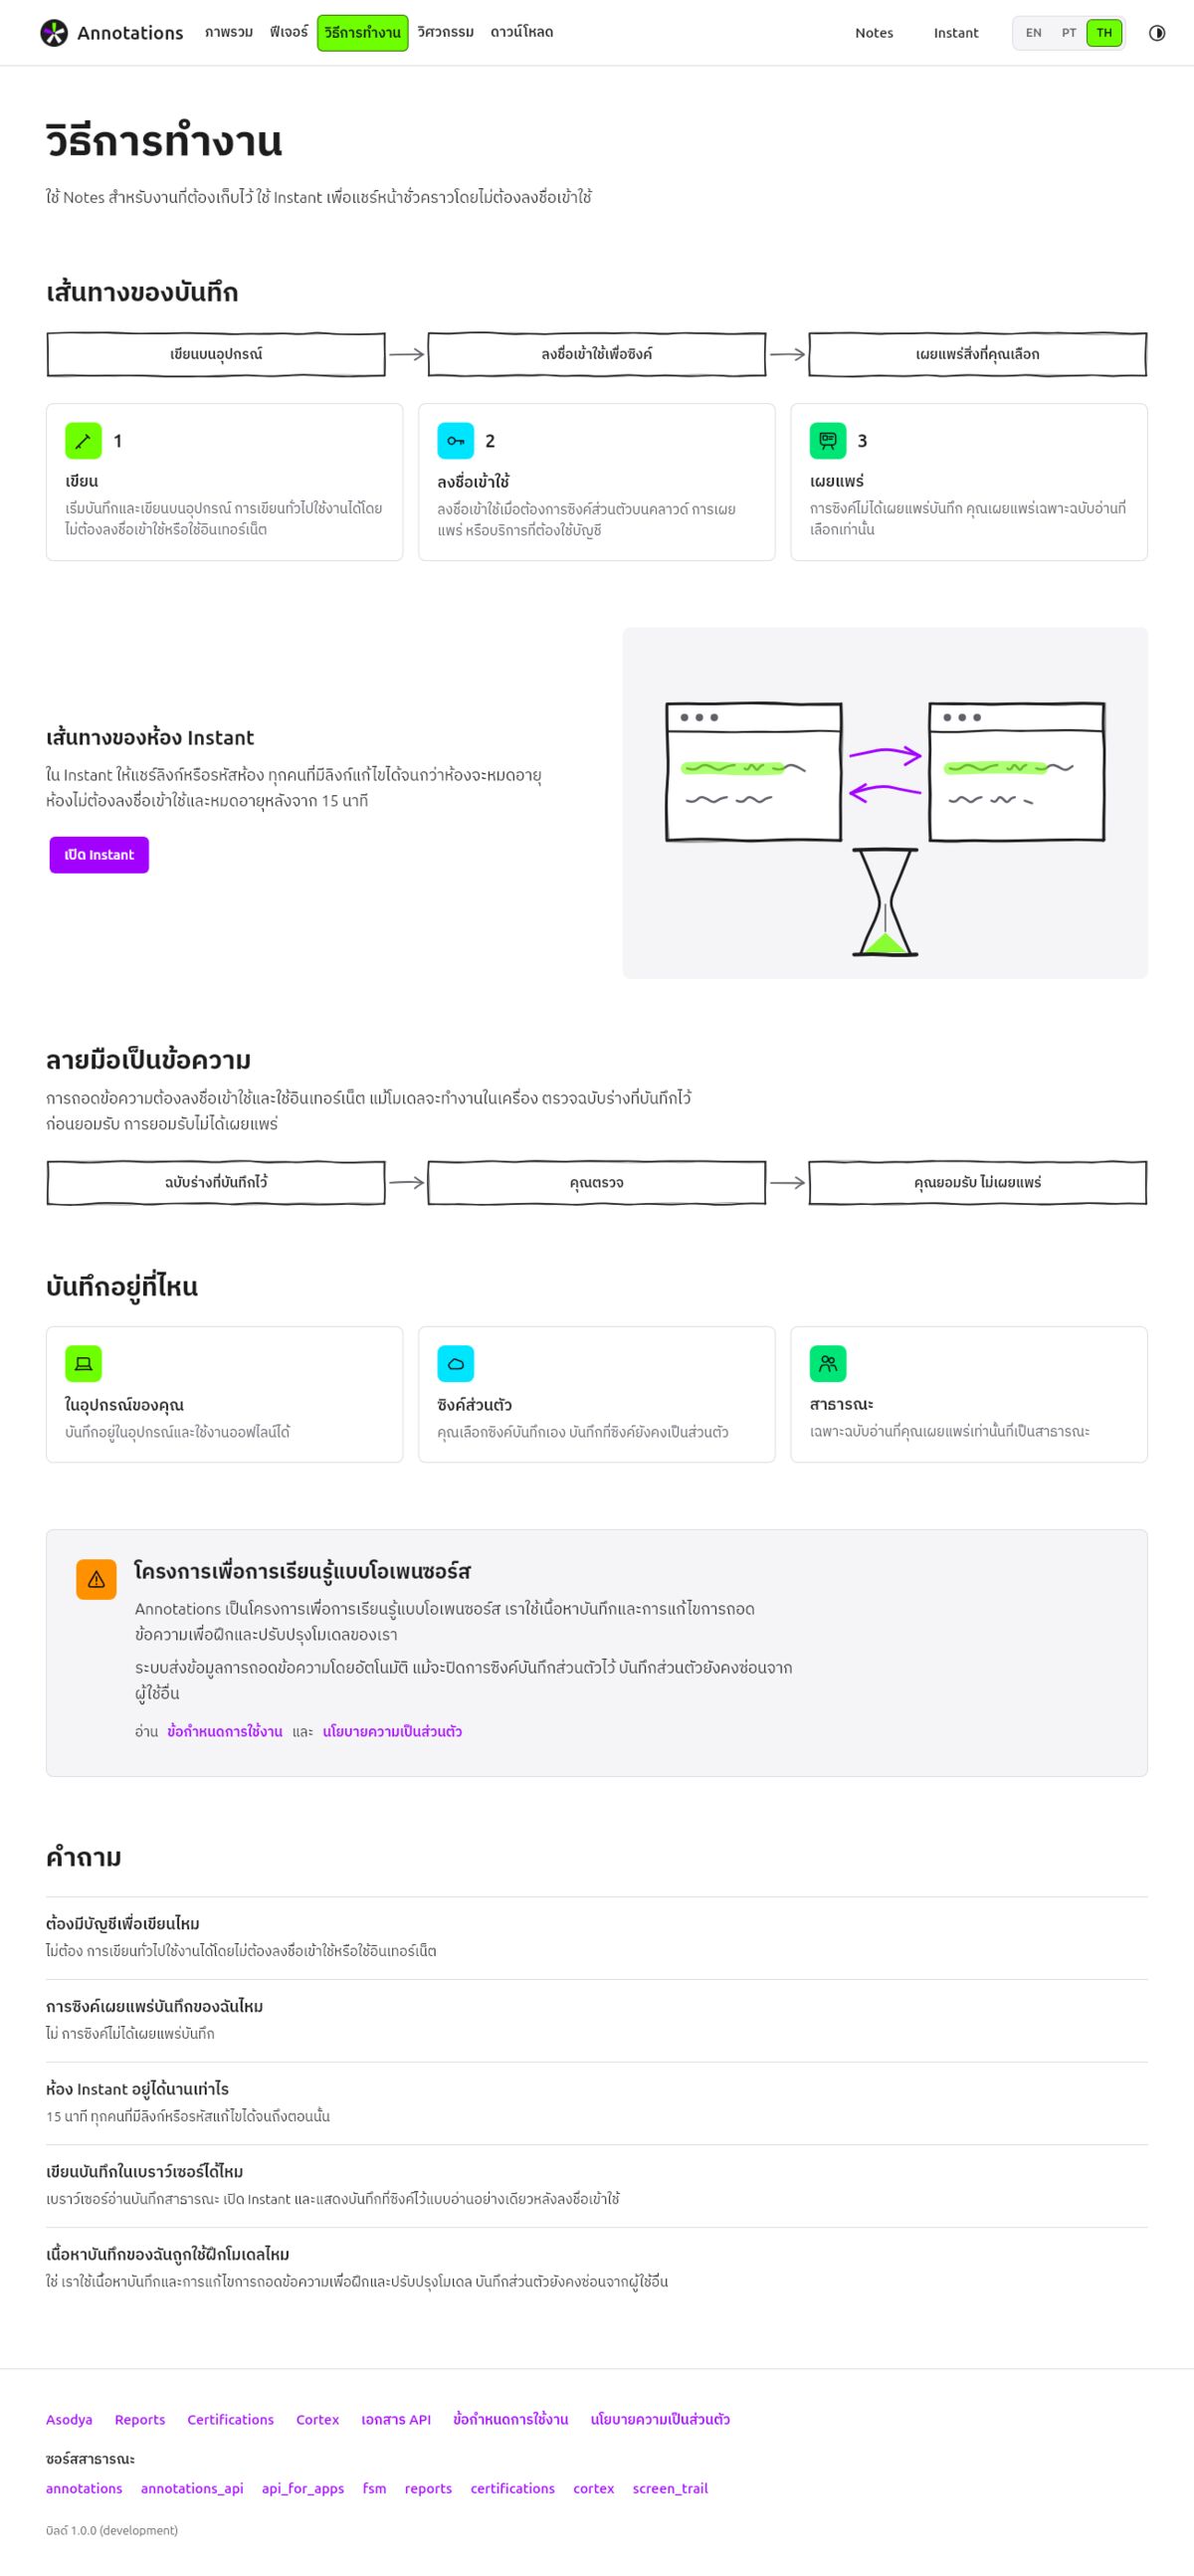 Annotations ภาพรวม ฟีเจอร์ วิธีการทำงาน วิศวกรรม ดาวน์โหลด Notes Instant EN PT TH
วิธีการทำงาน
ใช้ Notes สำหรับงานที่ต้องเก็บไว้ ใช้ Instant เพื่อแชร์หน้าชั่วคราวโดยไม่ต้องลงชื่อเข้าใช้
เส้นทางของบันทึก
เขียนบนอุปกรณ์ ลงชื่อเข้าใช้เพื่อซิงค์ เผยแพร่สิ่งที่คุณเลือก
1
เขียน
เริ่มบันทึกและเขียนบนอุปกรณ์ การเขียนทั่วไปใช้งานได้โดย
ไม่ต้องลงชื่อเข้าใช้หรือใช้อินเทอร์เน็ต
2
ลงชื่อเข้าใช้
ลงชื่อเข้าใช้เมื่อต้องการซิงค์ส่วนตัวบนคลาวด์ การเผย
แพร่ หรือบริการที่ต้องใช้บัญชี
3
เผยแพร่
การซิงค์ไม่ได้เผยแพร่บันทึก คุณเผยแพร่เฉพาะฉบับอ่านที่
เลือกเท่านั้น
เส้นทางของห้อง Instant
ใน Instant ให้แชร์ลิงก์หรือรหัสห้อง ทุกคนที่มีลิงก์แก้ไขได้จนกว่าห้องจะหมดอายุ
ห้องไม่ต้องลงชื่อเข้าใช้และหมดอายุหลังจาก 15 นาที
เปิด Instant
ลายมือเป็นข้อความ
การถอดข้อความต้องลงชื่อเข้าใช้และใช้อินเทอร์เน็ต แม้โมเดลจะทำงานในเครื่อง ตรวจฉบับร่างที่บันทึกไว้
ก่อนยอมรับ การยอมรับไม่ได้เผยแพร่
ฉบับร่างที่บันทึกไว้ คุณตรวจ คุณยอมรับ ไม่เผยแพร่
บันทึกอยู่ที่ไหน
ในอุปกรณ์ของคุณ
บันทึกอยู่ในอุปกรณ์และใช้งานออฟไลน์ได้
ซิงค์ส่วนตัว
คุณเลือกซิงค์บันทึกเอง บันทึกที่ซิงค์ยังคงเป็นส่วนตัว
สาธารณะ
เฉพาะฉบับอ่านที่คุณเผยแพร่เท่านั้นที่เป็นสาธารณะ
โครงการเพื่อการเรียนรู้แบบโอเพนซอร์ส
Annotations เป็นโครงการเพื่อการเรียนรู้แบบโอเพนซอร์ส เราใช้เนื้อหาบันทึกและการแก้ไขการถอด
ข้อความเพื่อฝึกและปรับปรุงโมเดลของเรา
ระบบส่งข้อมูลการถอดข้อความโดยอัตโนมัติ แม้จะปิดการซิงค์บันทึกส่วนตัวไว้ บันทึกส่วนตัวยังคงซ่อนจาก
ผู้ใช้อื่น
อ่าน ข้อกำหนดการใช้งาน และ นโยบายความเป็นส่วนตัว
คำถาม
ต้องมีบัญชีเพื่อเขียนไหม
ไม่ต้อง การเขียนทั่วไปใช้งานได้โดยไม่ต้องลงชื่อเข้าใช้หรือใช้อินเทอร์เน็ต
การซิงค์เผยแพร่บันทึกของฉันไหม
ไม่ การซิงค์ไม่ได้เผยแพร่บันทึก
ห้อง Instant อยู่ได้นานเท่าไร
15 นาที ทุกคนที่มีลิงก์หรือรหัสแก้ไขได้จนถึงตอนนั้น
เขียนบันทึกในเบราว์เซอร์ได้ไหม
เบราว์เซอร์อ่านบันทึกสาธารณะ เปิด Instant และแสดงบันทึกที่ซิงค์ไว้แบบอ่านอย่างเดียวหลังลงชื่อเข้าใช้
เนื้อหาบันทึกของฉันถูกใช้ฝึกโมเดลไหม
ใช่ เราใช้เนื้อหาบันทึกและการแก้ไขการถอดข้อความเพื่อฝึกและปรับปรุงโมเดล บันทึกส่วนตัวยังคงซ่อนจากผู้ใช้อื่น
Asodya Reports Certifications Cortex เอกสาร API ข้อกำหนดการใช้งาน นโยบายความเป็นส่วนตัว
ซอร์สสาธารณะ
annotations annotations_api api_for_apps fsm reports certifications cortex screen_trail
บิลด์ 1.0.0 (development)